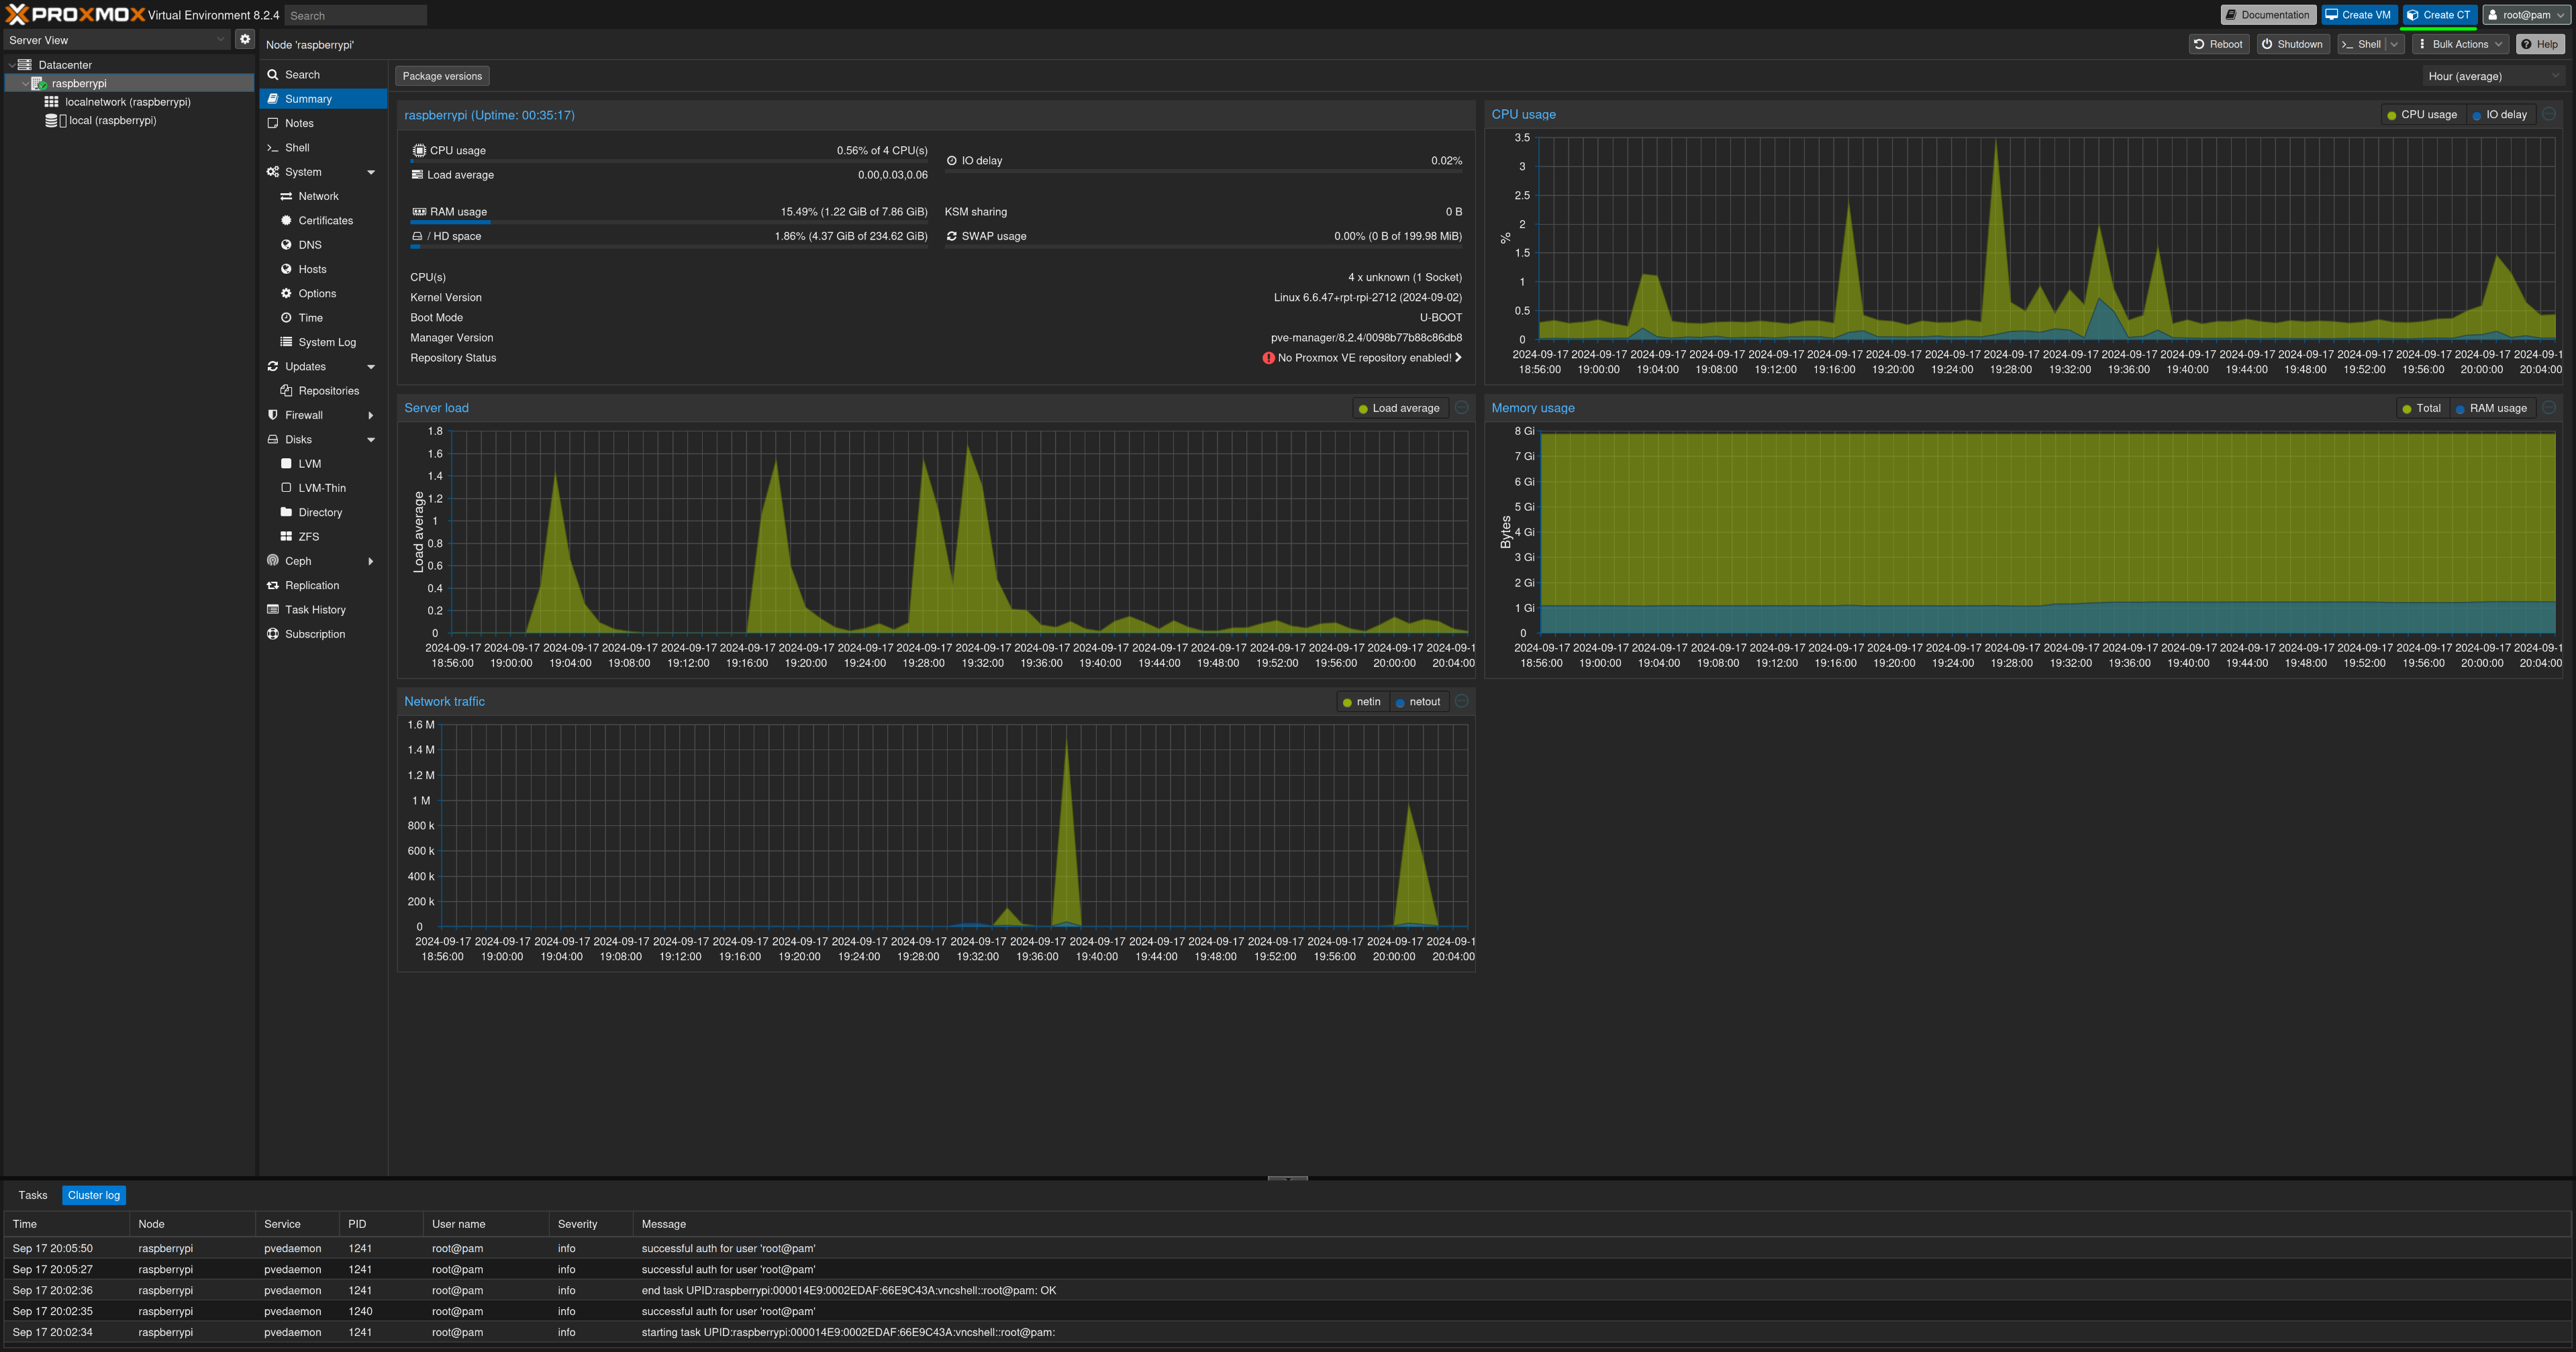 PROXMOX Virtual Environment 8.2.4 Search Documentation Create VM Create CT root@pam
Server View Node 'raspberrypi' Reboot Shutdown Shell Bulk Actions Help
Datacenter
raspberrypi
localnetwork (raspberrypi)
local (raspberrypi)
Search
Summary
Notes
Shell
System
Network
Certificates
DNS
Hosts
Options
Time
System Log
Updates
Repositories
Firewall
Disks
LVM
LVM-Thin
Directory
ZFS
Ceph
Replication
Task History
Subscription
Package versions Hour (average)
raspberrypi (Uptime: 00:35:17)
CPU usage 0.56% of 4 CPU(s)
IO delay 0.02%
Load average 0.00,0.03,0.06
RAM usage 15.49% (1.22 GiB of 7.86 GiB) KSM sharing 0 B
/ HD space 1.86% (4.37 GiB of 234.62 GiB) SWAP usage 0.00% (0 B of 199.98 MiB)
CPU(s) 4 x unknown (1 Socket)
Kernel Version Linux 6.6.47+rpt-rpi-2712 (2024-09-02)
Boot Mode U-BOOT
Manager Version pve-manager/8.2.4/0098b77b88c86db8
Repository Status No Proxmox VE repository enabled!
CPU usage CPU usage IO delay
3.5
3
2.5
2
%
1.5
1
0.5
0
2024-09-17 2024-09-17 2024-09-17 2024-09-17 2024-09-17 2024-09-17 2024-09-17 2024-09-17 2024-09-17 2024-09-17 2024-09-17 2024-09-17 2024-09-17 2024-09-17 2024-09-17 2024-09-17 2024-09-17 2024-09-1
18:56:00 19:00:00 19:04:00 19:08:00 19:12:00 19:16:00 19:20:00 19:24:00 19:28:00 19:32:00 19:36:00 19:40:00 19:44:00 19:48:00 19:52:00 19:56:00 20:00:00 20:04:00
Server load Load average
1.8
1.6
1.4
1.2
1
Load average
0.8
0.6
0.4
0.2
0
2024-09-17 2024-09-17 2024-09-17 2024-09-17 2024-09-17 2024-09-17 2024-09-17 2024-09-17 2024-09-17 2024-09-17 2024-09-17 2024-09-17 2024-09-17 2024-09-17 2024-09-17 2024-09-17 2024-09-17 2024-09-1
18:56:00 19:00:00 19:04:00 19:08:00 19:12:00 19:16:00 19:20:00 19:24:00 19:28:00 19:32:00 19:36:00 19:40:00 19:44:00 19:48:00 19:52:00 19:56:00 20:00:00 20:04:00
Memory usage Total RAM usage
8 Gi
7 Gi
6 Gi
5 Gi
Bytes
4 Gi
3 Gi
2 Gi
1 Gi
0
2024-09-17 2024-09-17 2024-09-17 2024-09-17 2024-09-17 2024-09-17 2024-09-17 2024-09-17 2024-09-17 2024-09-17 2024-09-17 2024-09-17 2024-09-17 2024-09-17 2024-09-17 2024-09-17 2024-09-17 2024-09-1
18:56:00 19:00:00 19:04:00 19:08:00 19:12:00 19:16:00 19:20:00 19:24:00 19:28:00 19:32:00 19:36:00 19:40:00 19:44:00 19:48:00 19:52:00 19:56:00 20:00:00 20:04:00
Network traffic netin netout
1.6 M
1.4 M
1.2 M
1 M
800 k
600 k
400 k
200 k
0
2024-09-17 2024-09-17 2024-09-17 2024-09-17 2024-09-17 2024-09-17 2024-09-17 2024-09-17 2024-09-17 2024-09-17 2024-09-17 2024-09-17 2024-09-17 2024-09-17 2024-09-17 2024-09-17 2024-09-17 2024-09-1
18:56:00 19:00:00 19:04:00 19:08:00 19:12:00 19:16:00 19:20:00 19:24:00 19:28:00 19:32:00 19:36:00 19:40:00 19:44:00 19:48:00 19:52:00 19:56:00 20:00:00 20:04:00
Tasks Cluster log
Time Node Service PID User name Severity Message
Sep 17 20:05:50 raspberrypi pvedaemon 1241 root@pam info successful auth for user 'root@pam'
Sep 17 20:05:27 raspberrypi pvedaemon 1241 root@pam info successful auth for user 'root@pam'
Sep 17 20:02:36 raspberrypi pvedaemon 1241 root@pam info end task UPID:raspberrypi:000014E9:0002EDAF:66E9C43A:vncshell::root@pam: OK
Sep 17 20:02:35 raspberrypi pvedaemon 1240 root@pam info successful auth for user 'root@pam'
Sep 17 20:02:34 raspberrypi pvedaemon 1241 root@pam info starting task UPID:raspberrypi:000014E9:0002EDAF:66E9C43A:vncshell::root@pam: